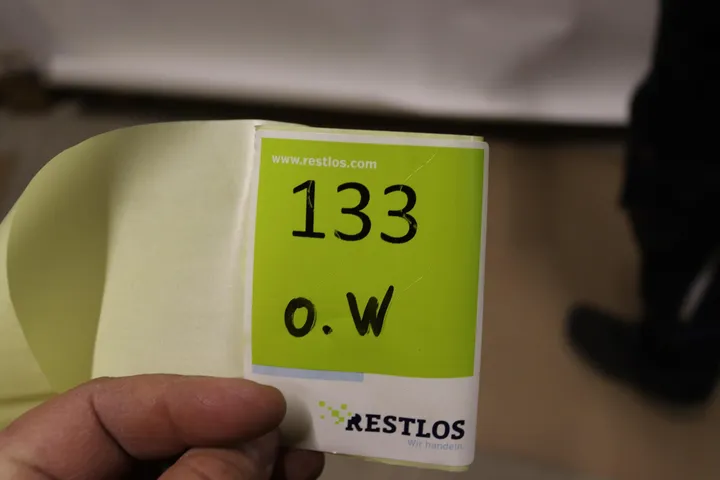 www.restlos.com
133
O.W
RESTLOS
Wir handeln